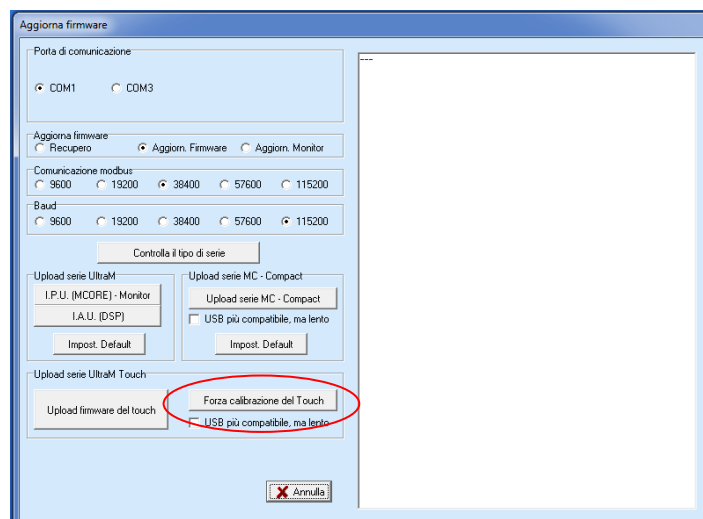 Aggiorna firmware
Porta di comunicazione
COM1 COM3
Aggiorna firmware
Recupero Aggiorn. Firmware Aggiorn. Monitor
Comunicazione modbus
9600 19200 38400 57600 115200
Baud
9600 19200 38400 57600 115200
Controlla il tipo di serie
Upload serie UltraM
I.P.U. (MCORE) - Monitor
I.A.U. (DSP)
Impost. Default
Upload serie MC - Compact
Upload serie MC - Compact
USB più compatibile, ma lento
Impost. Default
Upload serie UltraM Touch
Upload firmware del touch
Forza calibrazione del Touch
USB più compatibile, ma lento
Annulla
---